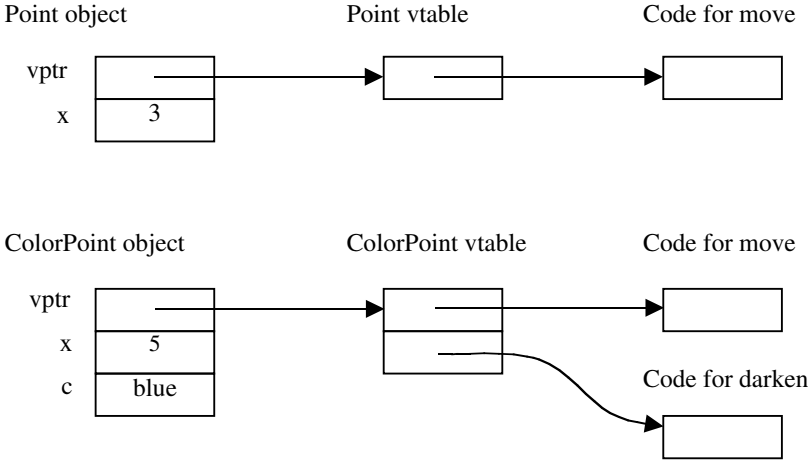 Point object Point vtable Code for move
vptr
x 3
ColorPoint object ColorPoint vtable Code for move
vptr
x 5
c blue
Code for darken